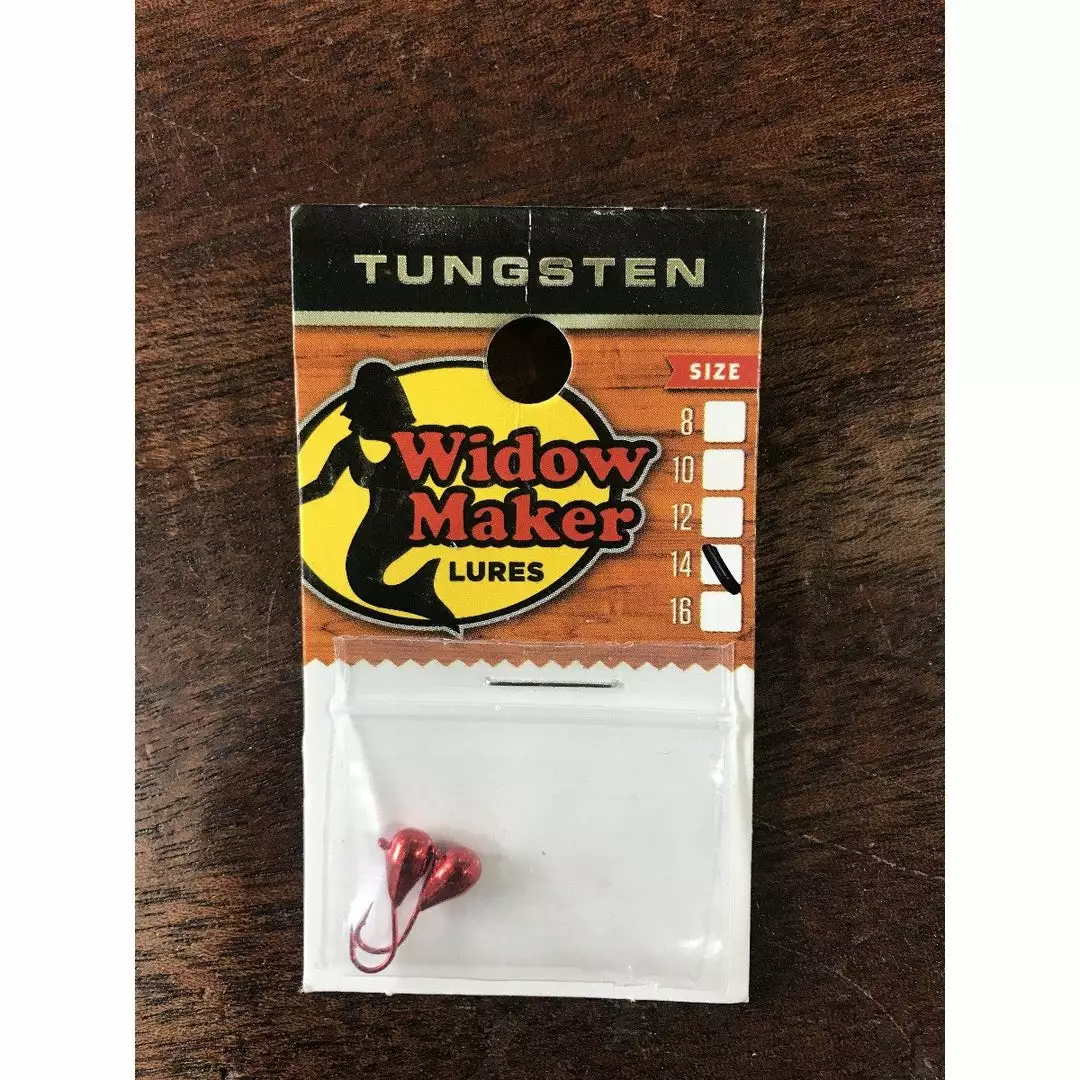 TUNGSTEN
SIZE
Widow
Maker
LURES
8
10
12
14
16